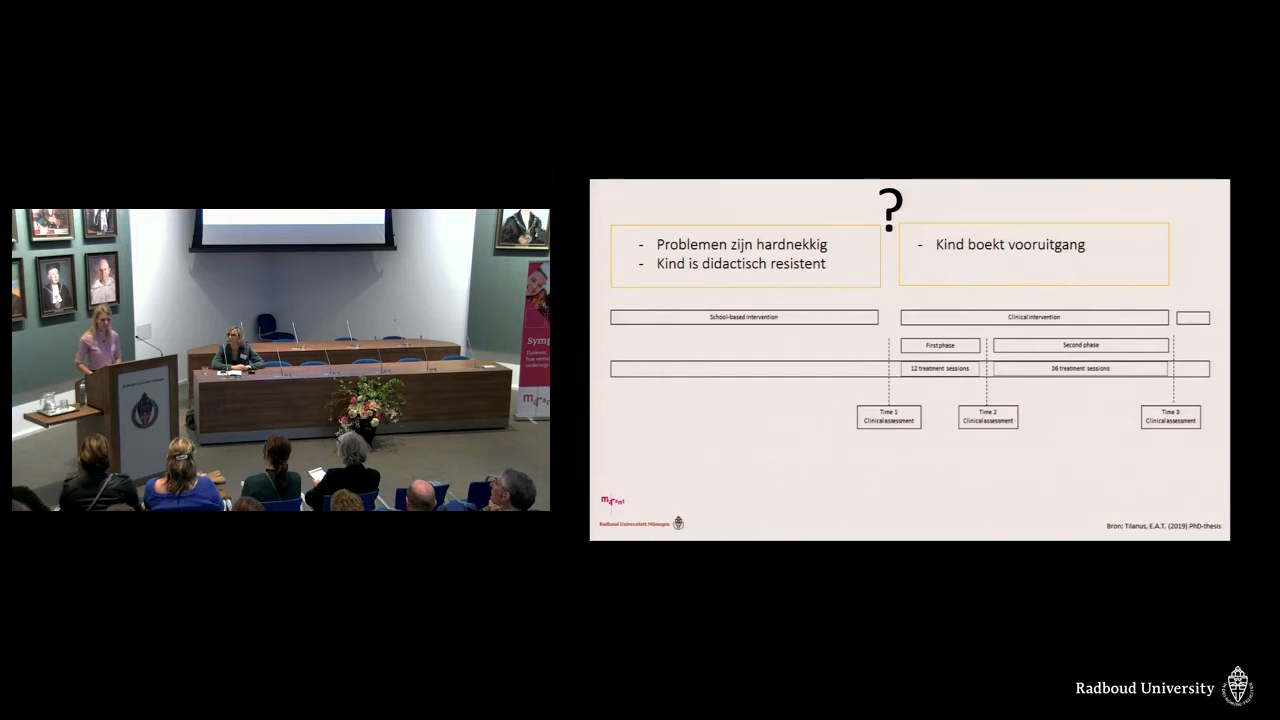 ?
- Problemen zijn hardnekkig
- Kind is didactisch resistent
- Kind boekt vooruitgang
School-based intervention
Clinical intervention
First phase
Second phase
12 treatment sessions
36 treatment sessions
Time 1
Clinical assessment
Time 2
Clinical assessment
Time 3
Clinical assessment
Radboud Universiteit Nijmegen
Bron: Tilanus, E.A.T. (2019) PhD-thesis
Symp
Radboud University